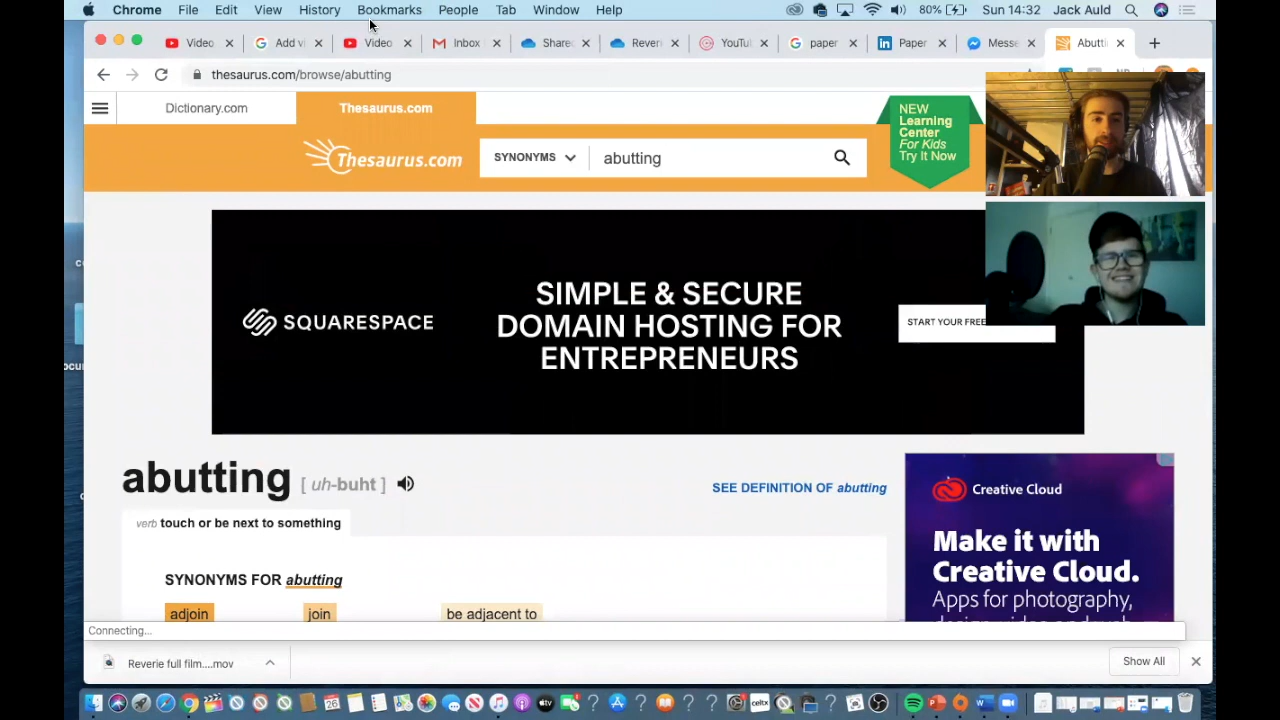 Chrome File Edit View History Bookmarks People Tab Window Help 80% Sun 14:32 Jack Auld
Video Add vi Video Inbox Share Rever YouTu paper Paper Messe Abutti
thesaurus.com/browse/abutting
Dictionary.com Thesaurus.com
NEW
Learning
Center
For Kids
Try It Now
Thesaurus.com SYNONYMS abutting
SQUARESPACE
SIMPLE & SECURE
DOMAIN HOSTING FOR
ENTREPRENEURS
START YOUR FREE
abutting [ uh-buht ]
SEE DEFINITION OF abutting
verb touch or be next to something
SYNONYMS FOR abutting
adjoin join be adjacent to
Creative Cloud
Make it with
Creative Cloud.
Apps for photography,
Connecting...
Reverie full film....mov Show All
celtx